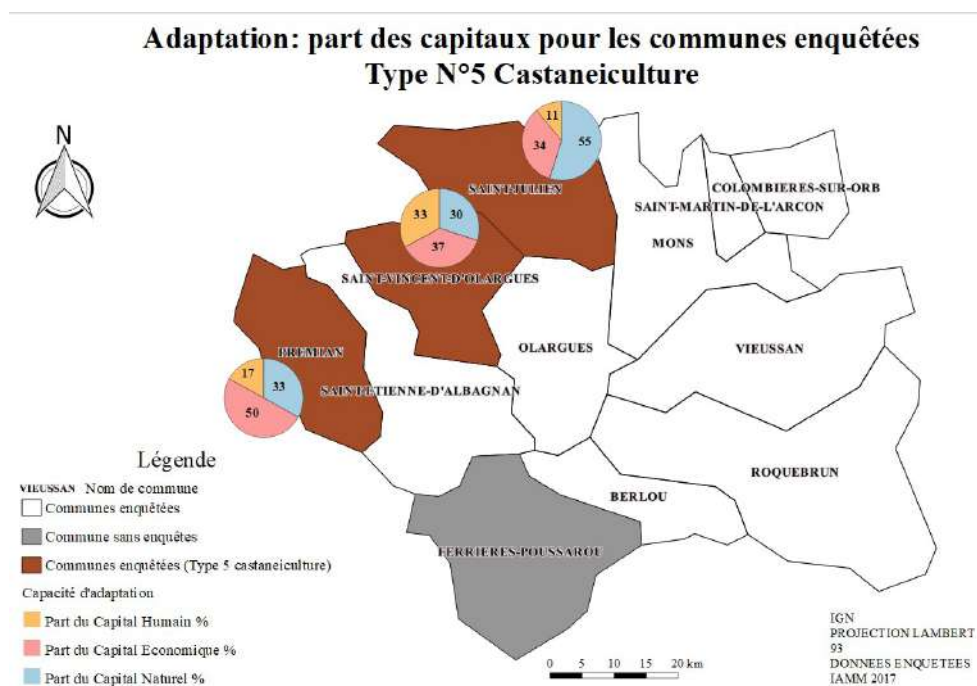 Adaptation: part des capitaux pour les communes enquêtées
Type N°5 Castaneiculture
N
11
34
55
SAINT-JULIEN
COLOMBIERES-SUR-ORB
SAINT-MARTIN-DE-L'ARCON
MONS
33
30
37
SAINT-VINCENT-D'OLARGUES
OLARGUES
VIEUSSAN
PREMIAN
17
33
50
SAINT-ETIENNE-D'ALBAGNAN
ROQUEBRUN
BERLOU
FERRIERES-POUSSAROU
Légende
VIEUSSAN Nom de commune
Communes enquêtées
Commune sans enquêtes
Communes enquêtées (Type 5 castaneiculture)
Capacité d'adaptation
Part du Capital Humain %
Part du Capital Economique %
Part du Capital Naturel %
0 5 10 15 20 km
IGN
PROJECTION LAMBERT
93
DONNEES ENQUETEES
IAMM 2017